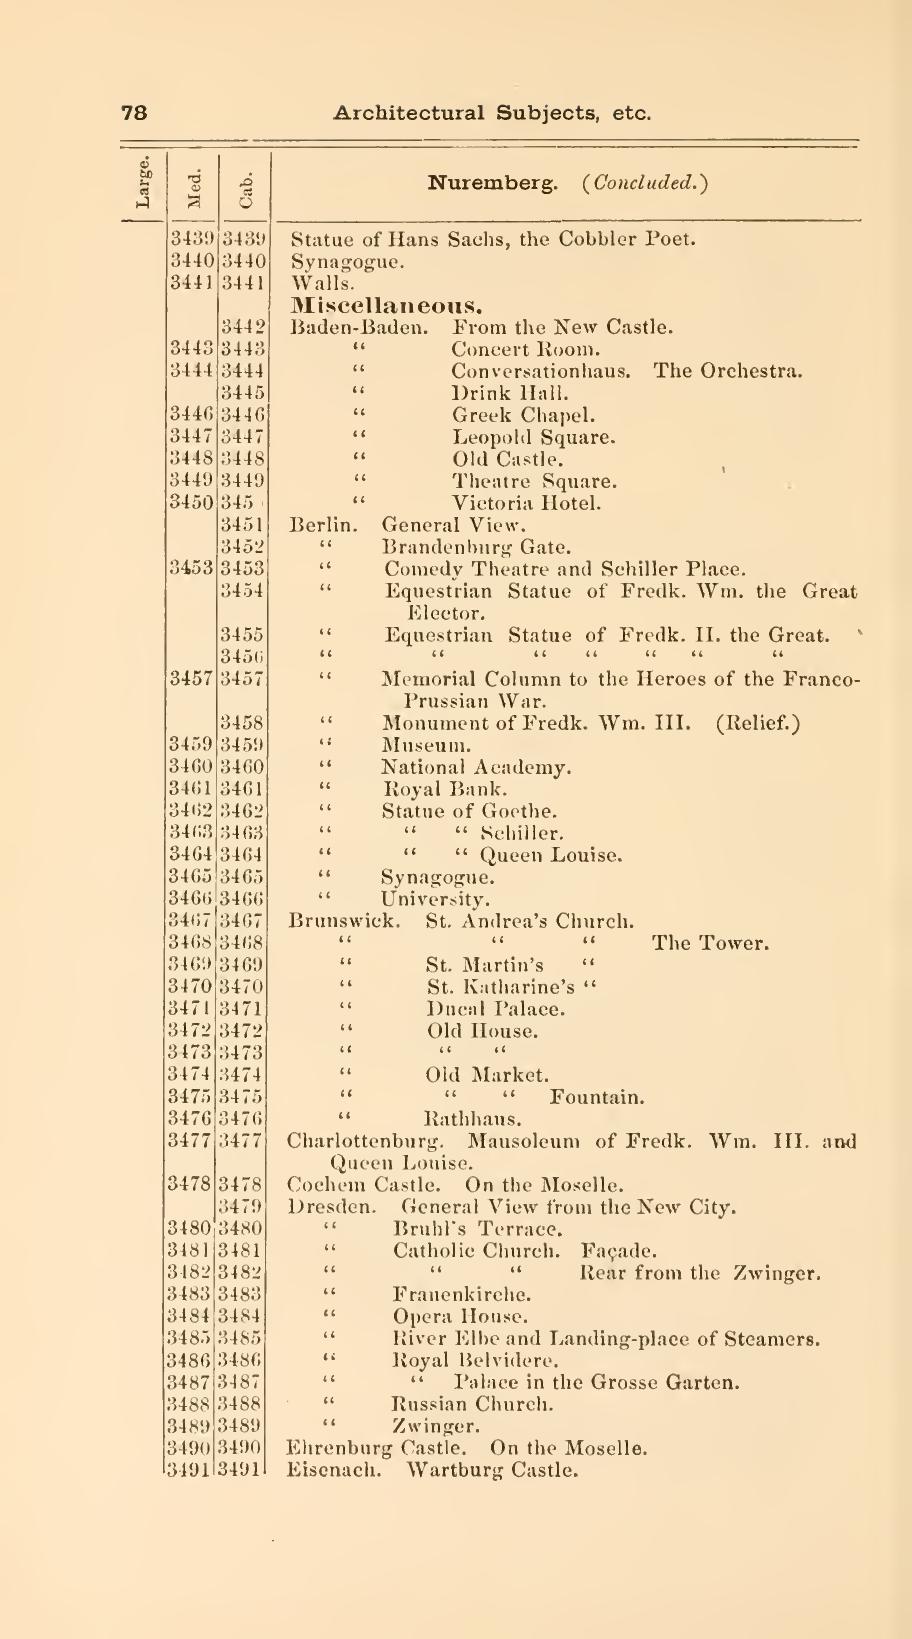 78 Architectural Subjects, etc.
Large. Med. Cab. Nuremberg. (Concluded.)
3439 3439 Statue of Hans Sachs, the Cobbler Poet.
3440 3440 Synagogue.
3441 3441 Walls.
Miscellaneous.
3442 Baden-Baden. From the New Castle.
3443 3443 “ Concert Room.
3444 3444 “ Conversationhaus. The Orchestra.
3445 “ Drink Hall.
3446 3446 “ Greek Chapel.
3447 3447 “ Leopold Square.
3448 3448 “ Old Castle.
3449 3449 “ Theatre Square.
3450 345 “ Victoria Hotel.
3451 Berlin. General View.
3452 “ Brandenburg Gate.
3453 3453 “ Comedy Theatre and Schiller Place.
3454 “ Equestrian Statue of Fredk. Wm. the Great
Elector.
3455 “ Equestrian Statue of Fredk. II. the Great.
3456 “ “ “ “ “ “ “
3457 3457 “ Memorial Column to the Heroes of the Franco-
Prussian War.
3458 “ Monument of Fredk. Wm. III. (Relief.)
3459 3459 “ Museum.
3460 3460 “ National Academy.
3461 3461 “ Royal Bank.
3462 3462 “ Statue of Goethe.
3463 3463 “ “ “ Schiller.
3464 3464 “ “ “ Queen Louise.
3465 3465 “ Synagogue.
3466 3466 “ University.
3467 3467 Brunswick. St. Andrea's Church.
3468 3468 “ “ “ The Tower.
3469 3469 “ St. Martin's “
3470 3470 “ St. Katharine's “
3471 3471 “ Ducal Palace.
3472 3472 “ Old House.
3473 3473 “ “ “
3474 3474 “ Old Market.
3475 3475 “ “ “ Fountain.
3476 3476 “ Rathhaus.
3477 3477 Charlottenburg. Mausoleum of Fredk. Wm. III. and
Queen Louise.
3478 3478 Cochem Castle. On the Moselle.
3479 Dresden. General View from the New City.
3480 3480 “ Bruhl's Terrace.
3481 3481 “ Catholic Church. Façade.
3482 3482 “ “ “ Rear from the Zwinger.
3483 3483 “ Frauenkirche.
3484 3484 “ Opera House.
3485 3485 “ River Elbe and Landing-place of Steamers.
3486 3486 “ Royal Belvidere.
3487 3487 “ “ Palace in the Grosse Garten.
3488 3488 “ Russian Church.
3489 3489 “ Zwinger.
3490 3490 Ehrenburg Castle. On the Moselle.
3491 3491 Eisenach. Wartburg Castle.